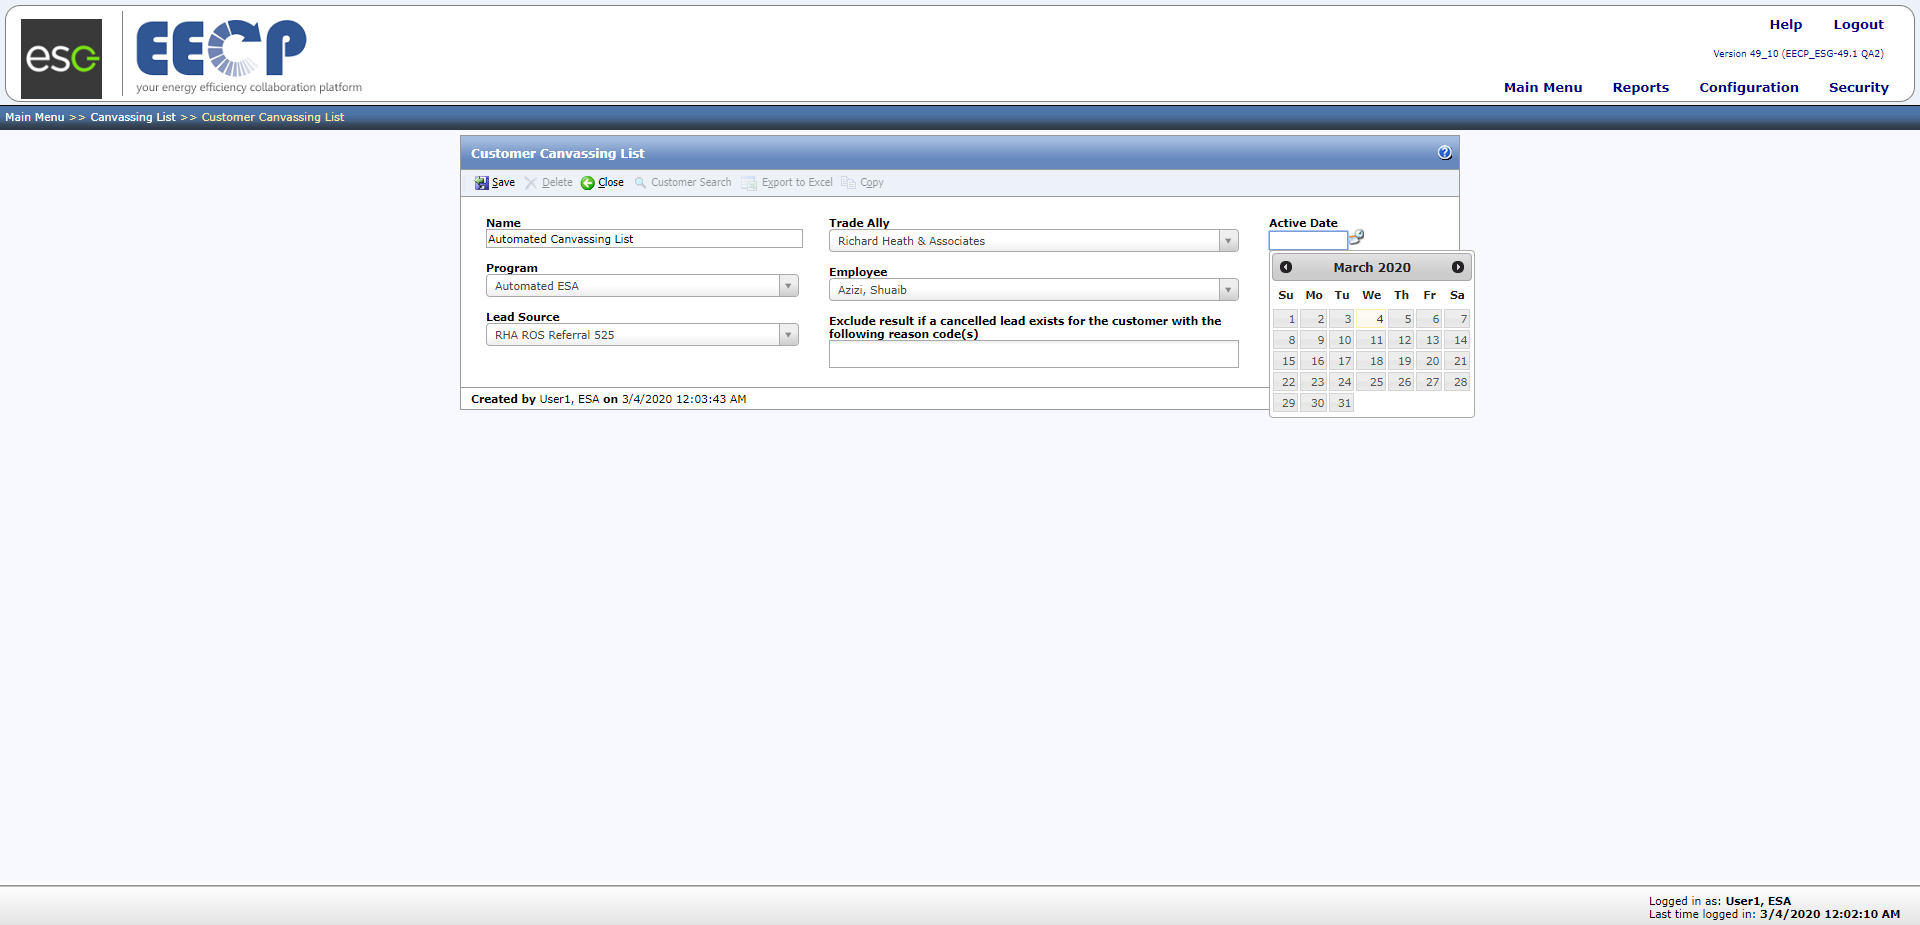 esc
EECP
your energy efficiency collaboration platform
Help Logout
Version 49_10 (EECP_ESG-49.1 QA2)
Main Menu Reports Configuration Security
Main Menu >> Canvassing List >> Customer Canvassing List
Customer Canvassing List
Save Delete Close Customer Search Export to Excel Copy
Name
Automated Canvassing List
Program
Automated ESA
Lead Source
RHA ROS Referral 525
Trade Ally
Richard Heath & Associates
Employee
Azizi, Shuaib
Exclude result if a cancelled lead exists for the customer with the
following reason code(s)
Active Date
March 2020
Su Mo Tu We Th Fr Sa
1 2 3 4 5 6 7
8 9 10 11 12 13 14
15 16 17 18 19 20 21
22 23 24 25 26 27 28
29 30 31
Created by User1, ESA on 3/4/2020 12:03:43 AM
Logged in as: User1, ESA
Last time logged in: 3/4/2020 12:02:10 AM